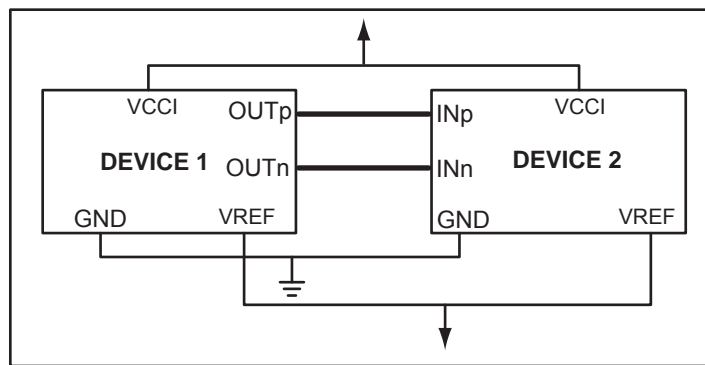 VCCI
OUTp
DEVICE 1
OUTn
GND
VREF
VCCI
INp
DEVICE 2
INn
GND
VREF